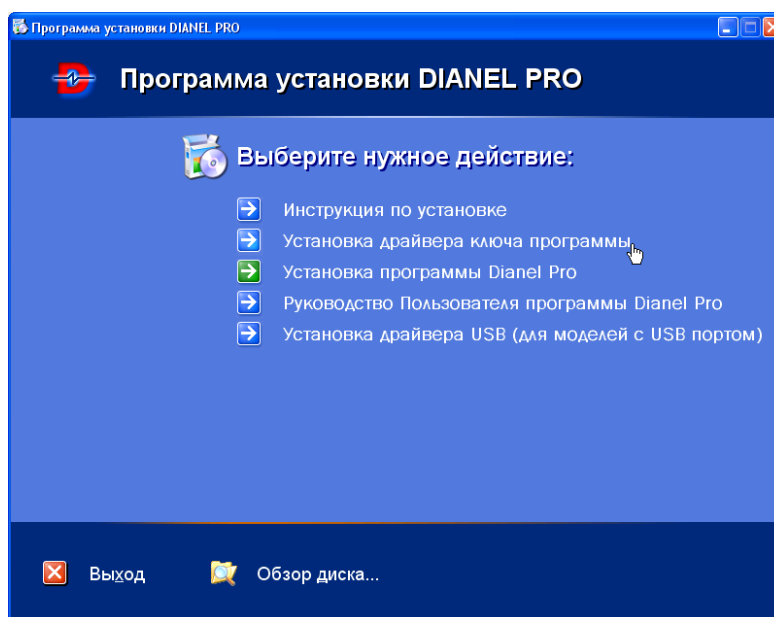 Программа установки DIANEL PRO
Программа установки DIANEL PRO
Выберите нужное действие:
Инструкция по установке
Установка драйвера ключа программы
Установка программы Dianel Pro
Руководство Пользователя программы Dianel Pro
Установка драйвера USB (для моделей с USB портом)
Выход
Обзор диска...